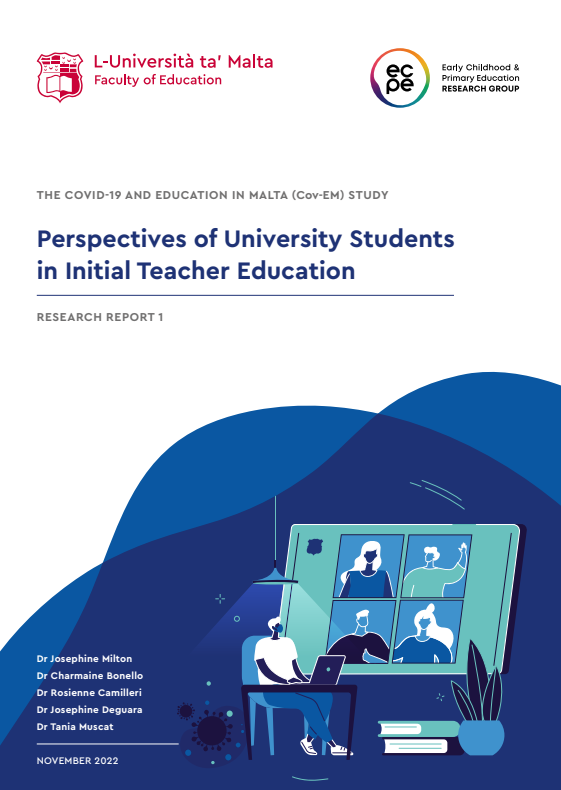 L-Università ta' Malta
Faculty of Education
ec
pe
Early Childhood &
Primary Education
RESEARCH GROUP
THE COVID-19 AND EDUCATION IN MALTA (Cov-EM) STUDY
Perspectives of University Students
in Initial Teacher Education
RESEARCH REPORT 1
Dr Josephine Milton
Dr Charmaine Bonello
Dr Rosienne Camilleri
Dr Josephine Deguara
Dr Tania Muscat
NOVEMBER 2022